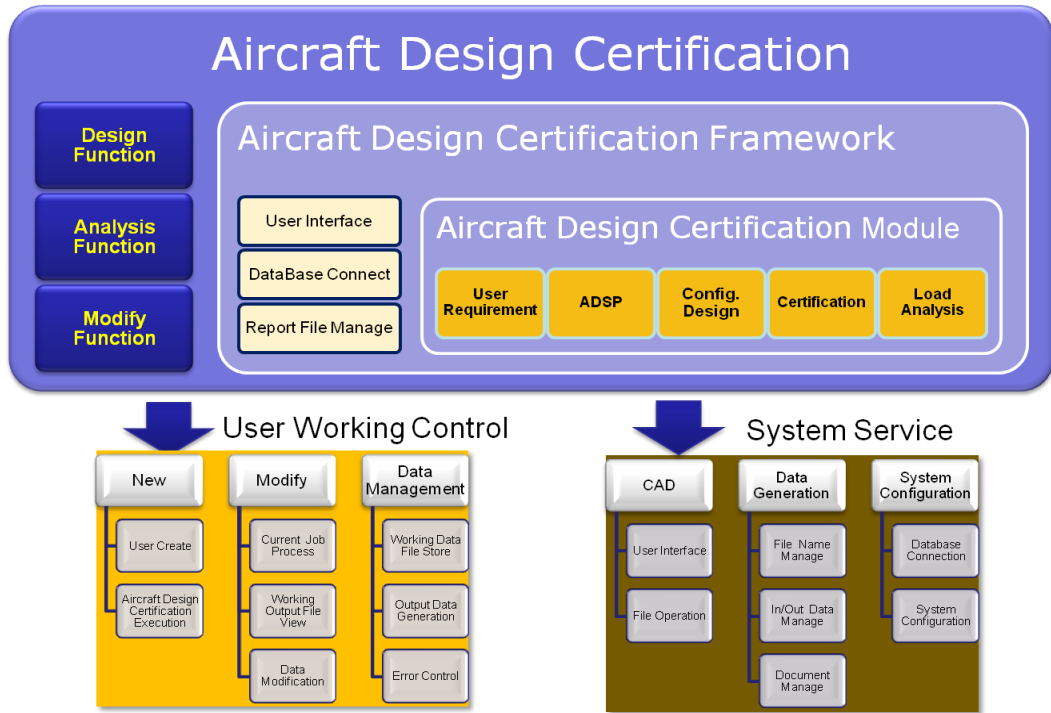 Aircraft Design Certification
Design
Function
Analysis
Function
Modify
Function
Aircraft Design Certification Framework
User Interface
DataBase Connect
Report File Manage
Aircraft Design Certification Module
User
Requirement
ADSP
Config.
Design
Certification
Load
Analysis
User Working Control
New
User Create
Aircraft Design
Certification
Execution
Modify
Current Job
Process
Working
Output File
View
Data
Modification
Data
Management
Working Data
File Store
Output Data
Generation
Error Control
System Service
CAD
User Interface
File Operation
Data
Generation
File Name
Manage
In/Out Data
Manage
Document
Manage
System
Configuration
Database
Connection
System
Configuration